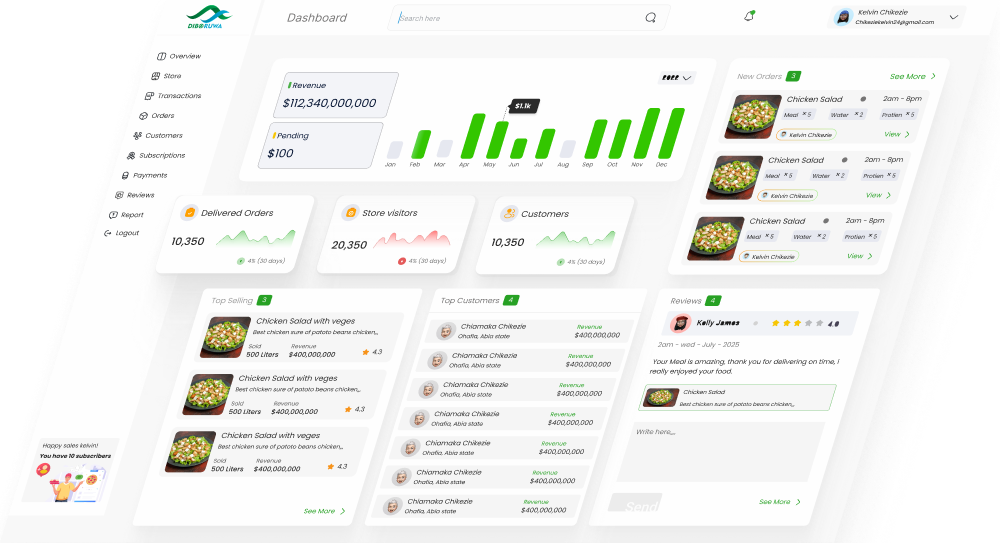 DIBORUWA
Dashboard
Search here
Kelvin Chikezie
Chikeziekelvin24@gmail.com
Overview
Store
Transactions
Orders
Customers
Subscriptions
Payments
Reviews
Report
Logout
Revenue
$112,340,000,000
Pending
$100
$1.1k
Jan Feb Mar Apr May Jun Jul Aug Sep Oct Nov Dec
New Orders 3 See More
Chicken Salad 2am - 8pm
Meal ×5 Water ×2 Protien ×5
Kelvin Chikezie View
Chicken Salad 2am - 8pm
Meal ×5 Water ×2 Protien ×5
Kelvin Chikezie View
Chicken Salad 2am - 8pm
Meal ×5 Water ×2 Protien ×5
Kelvin Chikezie View
Delivered Orders
10,350
4% (30 days)
Store visitors
20,350
4% (30 days)
Customers
10,350
4% (30 days)
Top Selling 3
Chicken Salad with veges
Best chicken sure of potato beans chicken,,,
Sold Revenue
500 Liters $400,000,000 4.3
Chicken Salad with veges
Best chicken sure of patato beans chicken,,,
Sold Revenue
500 Liters $400,000,000 4.3
Chicken Salad with veges
Best chicken sure of patato beans chicken,,,
Sold Revenue
500 Liters $400,000,000 4.3
See More
Top Customers 4
Chiamaka Chikezie Revenue
Ohafia, Abia state $400,000,000
Chiamaka Chikezie Revenue
Ohafia, Abia state $400,000,000
Chiamaka Chikezie Revenue
Ohafia, Abia state $400,000,000
Chiamaka Chikezie Revenue
Ohafia, Abia state $400,000,000
Chiamaka Chikezie Revenue
Ohafia, Abia state $400,000,000
Chiamaka Chikezie Revenue
Ohafia, Abia state $400,000,000
Chiamaka Chikezie Revenue
Ohafia, Abia state $400,000,000
Reviews 4
Kelly James 4.0
2am - wed - July - 2025
Your Meal is amazing, thank you for delivering on time, I
really enjoyed your food.
Chicken Salad
Best chicken sure of patato beans chicken,,,
Write here,,,
Send
See More
Happy sales kelvin!
You have 10 subscribers